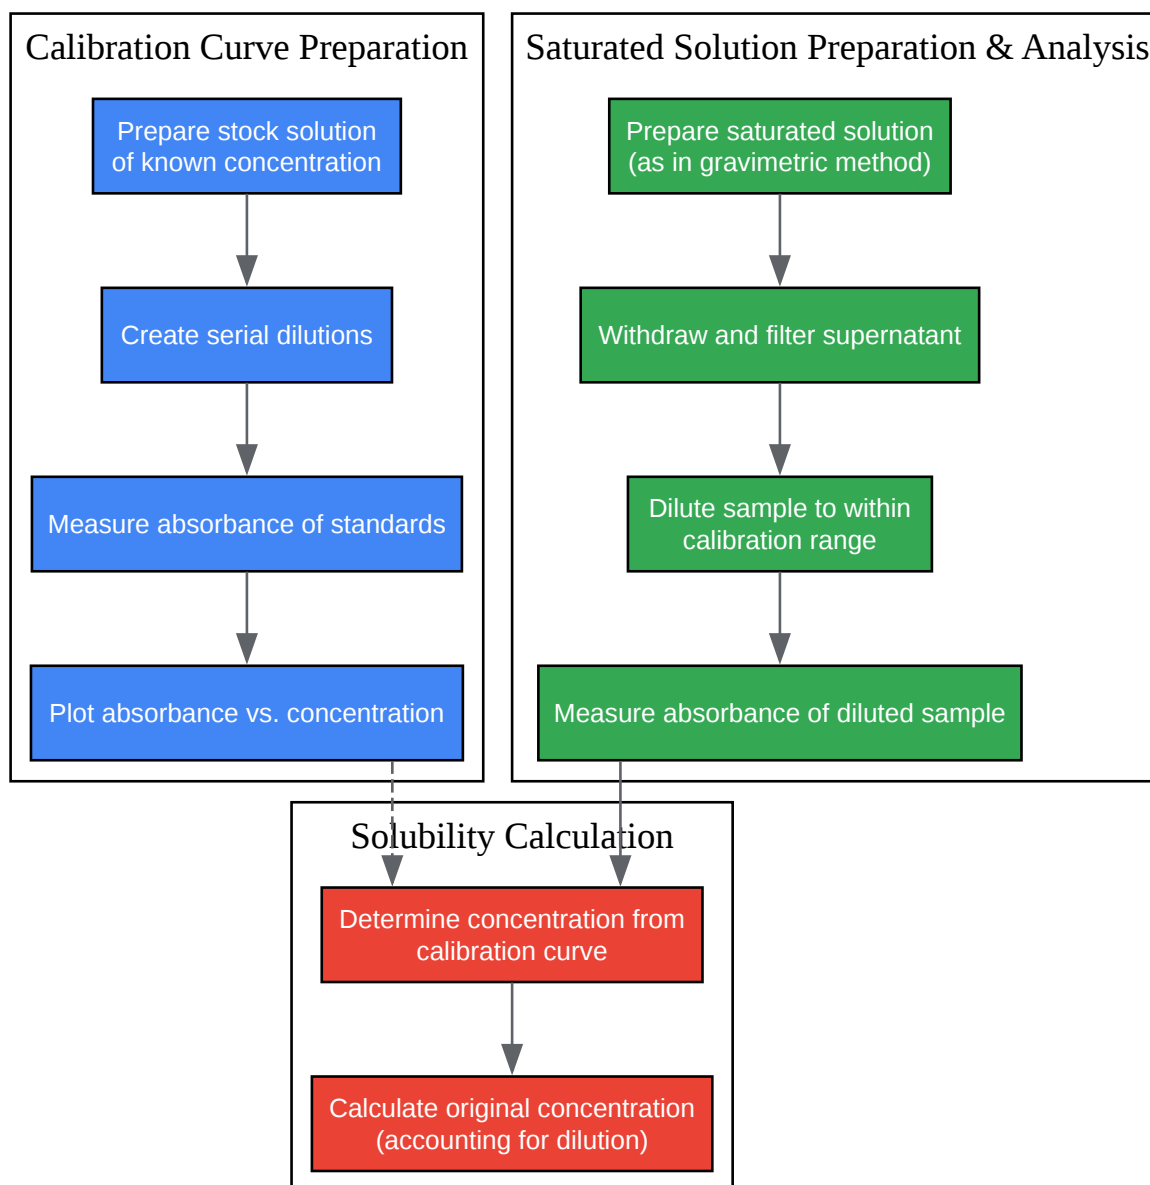 Calibration Curve Preparation
Prepare stock solution
of known concentration
Create serial dilutions
Measure absorbance of standards
Plot absorbance vs. concentration
Saturated Solution Preparation & Analysis
Prepare saturated solution
(as in gravimetric method)
Withdraw and filter supernatant
Dilute sample to within
calibration range
Measure absorbance of diluted sample
Solubility Calculation
Determine concentration from
calibration curve
Calculate original concentration
(accounting for dilution)